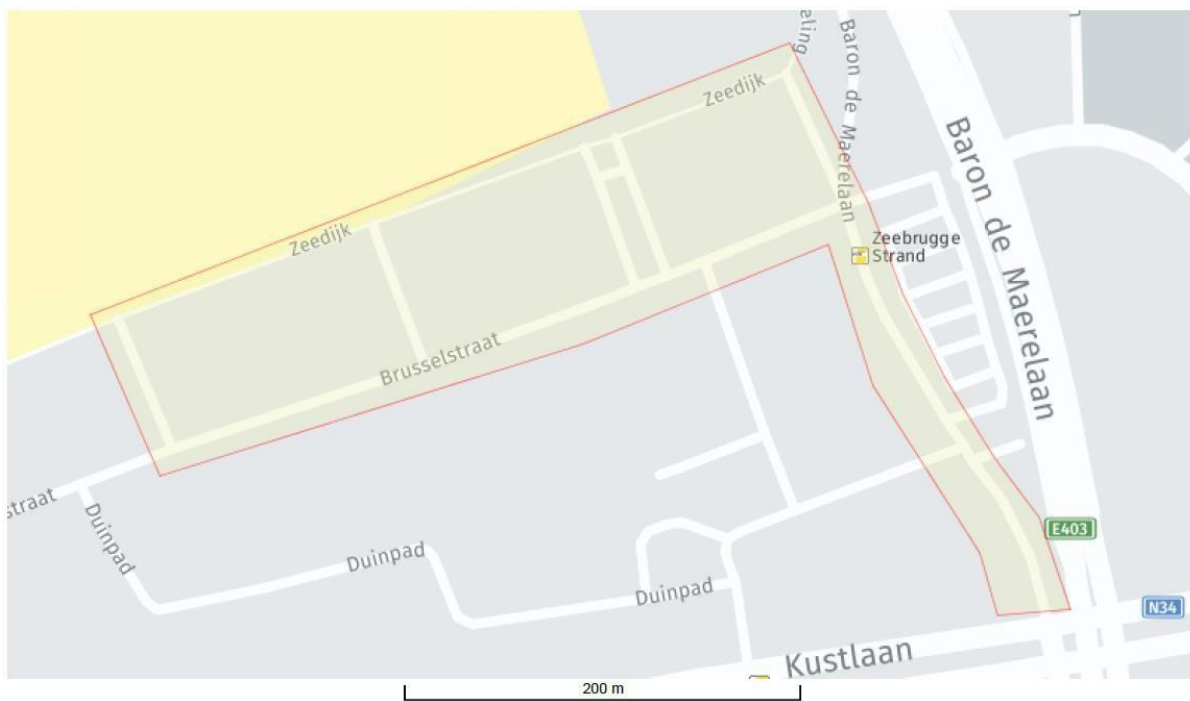 eling
Baron de Maerelaan
Zeedijk
Baron de Maerelaan
Zeedijk
Zeebrugge
Strand
Brusselstraat
straat
Duinpad
Duinpad
Duinpad
E403
N34
Kustlaan
200 m